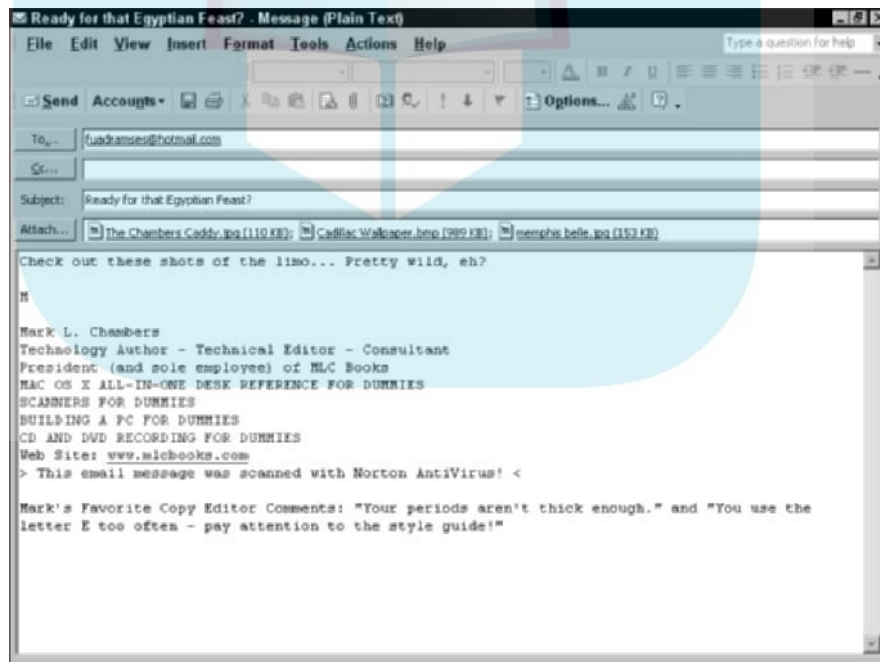 Ready for that Egyptian Feast? - Message (Plain Text)
File Edit View Insert Format Tools Actions Help Type a question for help
Send Accounts Options...
To... fuadramses@hotmail.com
Cc...
Subject: Ready for that Egyptian Feast?
Attach... The Chambers Caddy.jpg (110 KB); Cadillac Wallpaper.bmp (989 KB); memphis belle.jpg (153 KB)
Check out these shots of the limo... Pretty wild, eh?
M
Mark L. Chambers
Technology Author - Technical Editor - Consultant
President (and sole employee) of MLC Books
MAC OS X ALL-IN-ONE DESK REFERENCE FOR DUMMIES
SCANNERS FOR DUMMIES
BUILDING A PC FOR DUMMIES
CD AND DVD RECORDING FOR DUMMIES
Web Site: www.mlcbooks.com
> This email message was scanned with Norton AntiVirus! <
Mark's Favorite Copy Editor Comments: "Your periods aren't thick enough." and "You use the
letter E too often - pay attention to the style guide!"